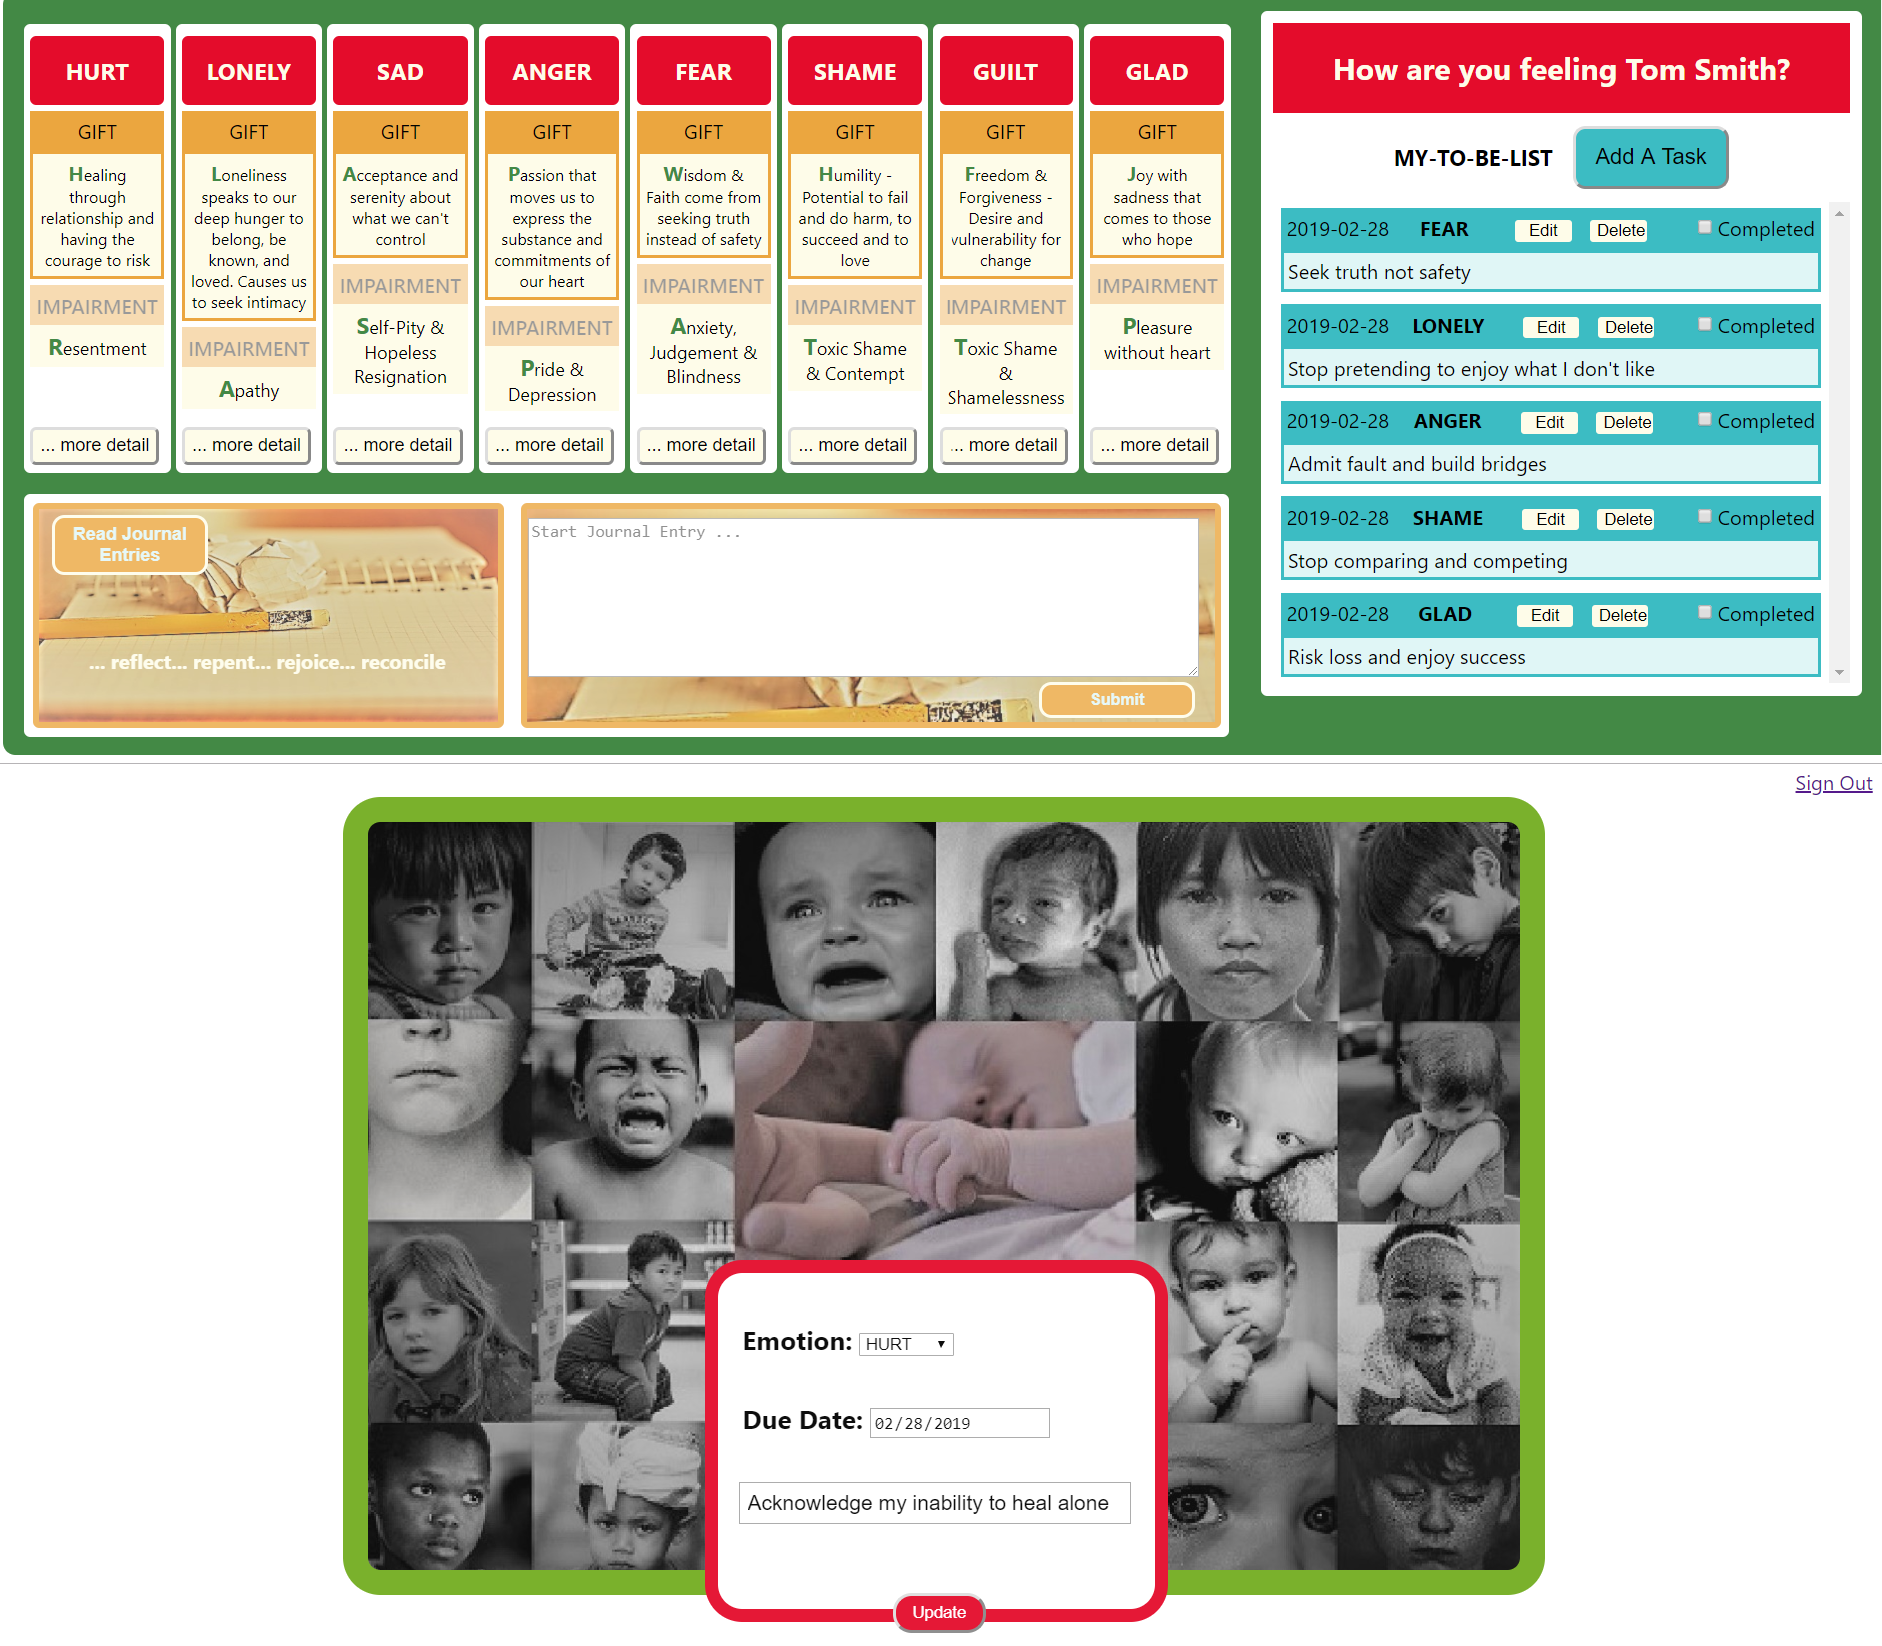 HURT
GIFT
Healing
through
relationship and
having the
courage to risk
IMPAIRMENT
Resentment
... more detail
LONELY
GIFT
Loneliness
speaks to our
deep hunger to
belong, be
known, and
loved. Causes us
to seek intimacy
IMPAIRMENT
Apathy
... more detail
SAD
GIFT
Acceptance and
serenity about
what we can't
control
IMPAIRMENT
Self-Pity &
Hopeless
Resignation
... more detail
ANGER
GIFT
Passion that
moves us to
express the
substance and
commitments of
our heart
IMPAIRMENT
Pride &
Depression
... more detail
FEAR
GIFT
Wisdom &
Faith come from
seeking truth
instead of safety
IMPAIRMENT
Anxiety,
Judgement &
Blindness
... more detail
SHAME
GIFT
Humility -
Potential to fail
and do harm, to
succeed and to
love
IMPAIRMENT
Toxic Shame
& Contempt
... more detail
GUILT
GIFT
Freedom &
Forgiveness -
Desire and
vulnerability for
change
IMPAIRMENT
Toxic Shame
&
Shamelessness
... more detail
GLAD
GIFT
Joy with
sadness that
comes to those
who hope
IMPAIRMENT
Pleasure
without heart
... more detail
How are you feeling Tom Smith?
MY-TO-BE-LIST Add A Task
2019-02-28 FEAR Edit Delete Completed
Seek truth not safety
2019-02-28 LONELY Edit Delete Completed
Stop pretending to enjoy what I don't like
2019-02-28 ANGER Edit Delete Completed
Admit fault and build bridges
2019-02-28 SHAME Edit Delete Completed
Stop comparing and competing
2019-02-28 GLAD Edit Delete Completed
Risk loss and enjoy success
Read Journal
Entries
... reflect... repent... rejoice... reconcile
Start Journal Entry ...
Submit
Sign Out
Emotion: HURT
Due Date: 02/28/2019
Acknowledge my inability to heal alone
Update